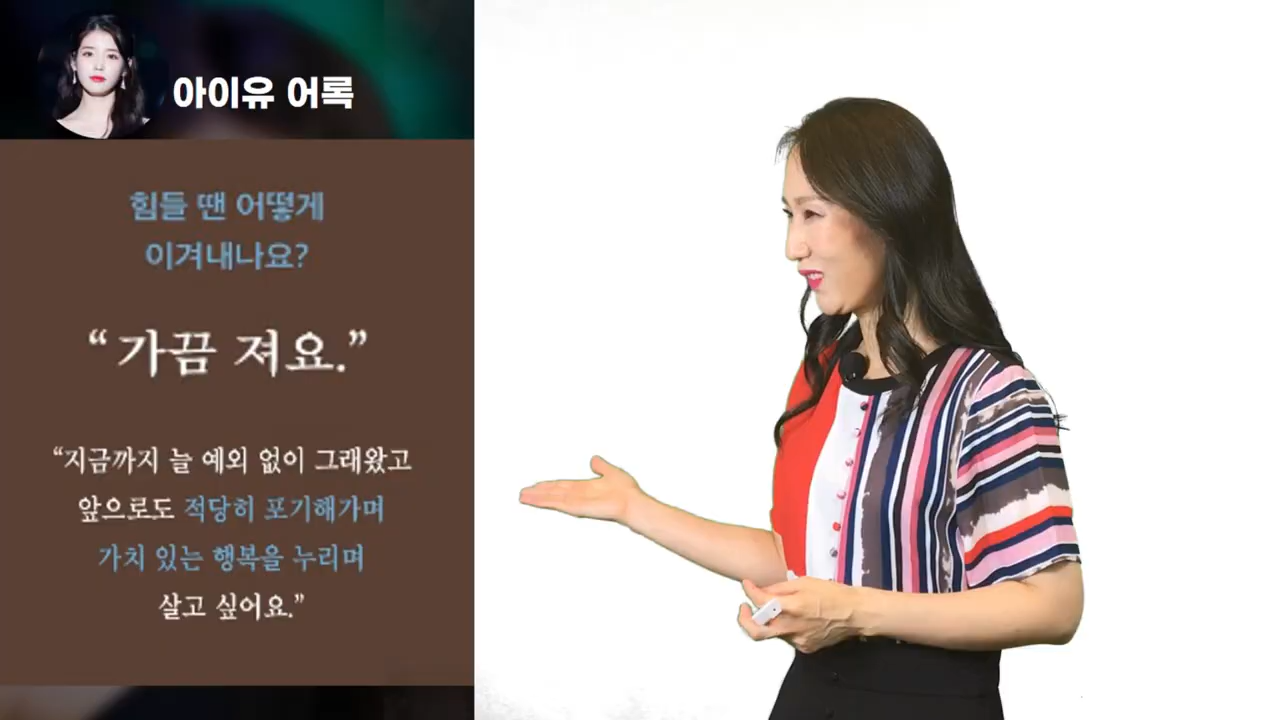 아이유 어록
힘들 땐 어떻게
이겨내나요?
“가끔 져요.”
“지금까지 늘 예외 없이 그래왔고
앞으로도 적당히 포기해가며
가치 있는 행복을 누리며
살고 싶어요.”